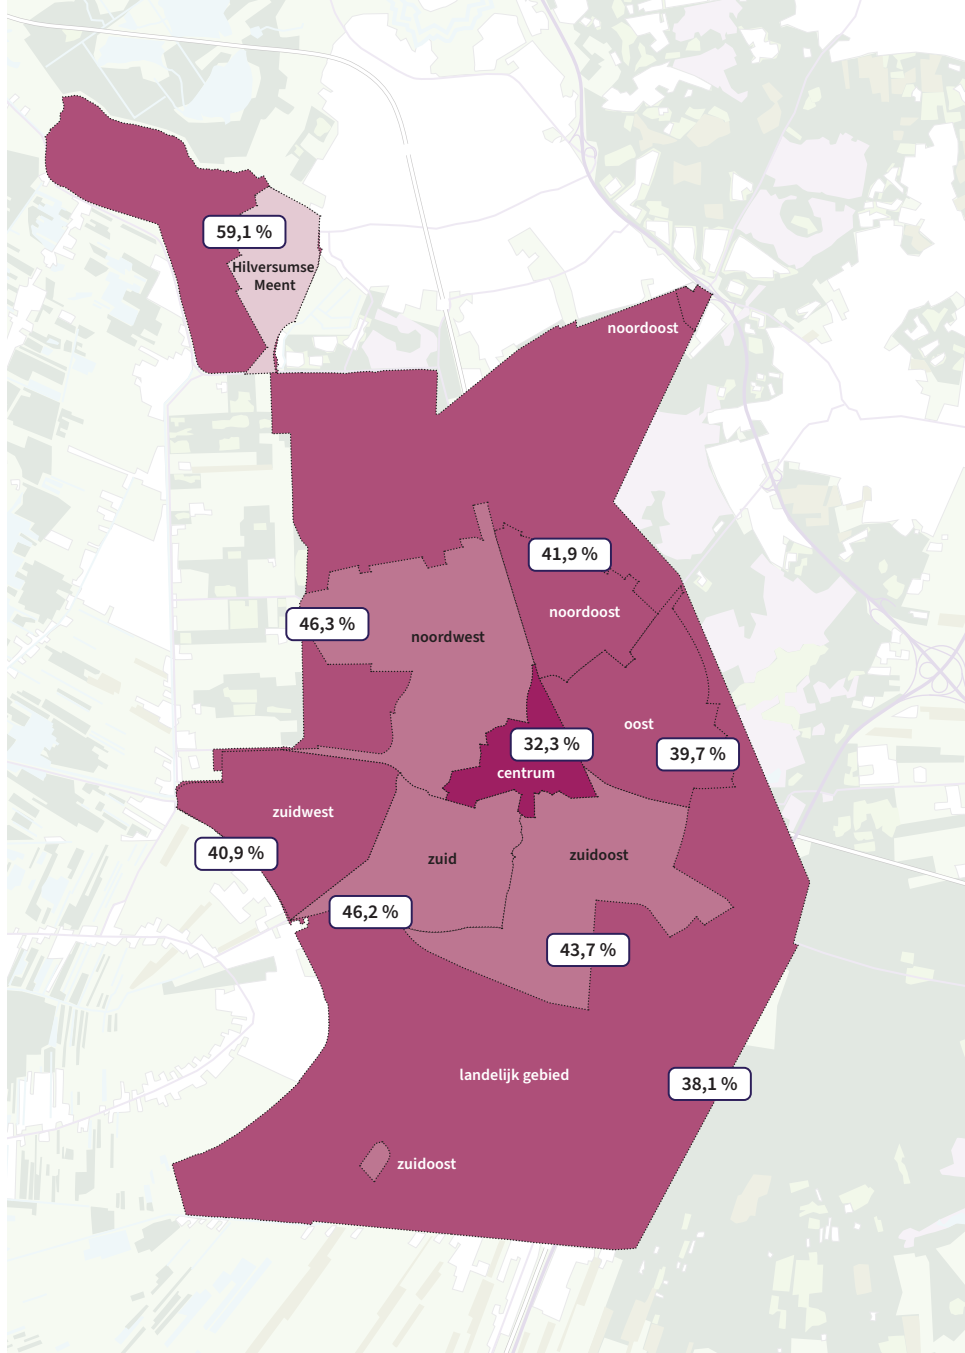 59,1 %
Hilversumse
Meent
noordoost
41,9 %
noordoost
46,3 %
noordwest
oost
32,3 %
39,7 %
centrum
zuidwest
40,9 %
zuid
zuidoost
46,2 %
43,7 %
landelijk gebied
38,1 %
zuidoost